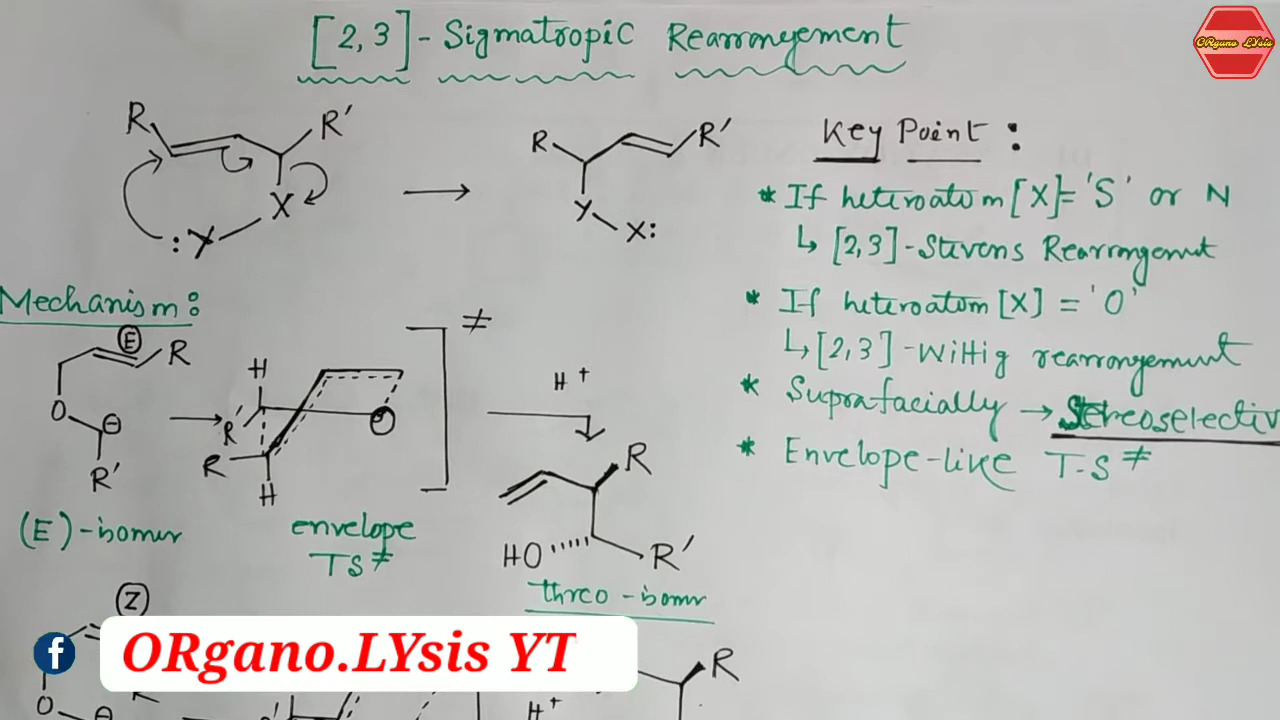 [2,3]- Sigmatropic Rearrangement
ORgano LYsis
R R'
X
:Y
R R'
Y
X:
Key Point :
* If heteroatom [X]= 'S' or N
↳ [2,3]-Stevens Rearrangement
* If heteroatom [X] = 'O'
↳ [2,3]-Wittig rearrangement
* Suprafacially → Stereoselectiv
* Envelope-like T.S ≠
Mechanism:
E R
O ⊖
R'
(E)-isomer
H
R'
R
H
⊖
≠
envelope
TS ≠
H+
R
HO R'
threo-isomer
Z
O ⊖
R
H+
R
ORgano.LYsis YT